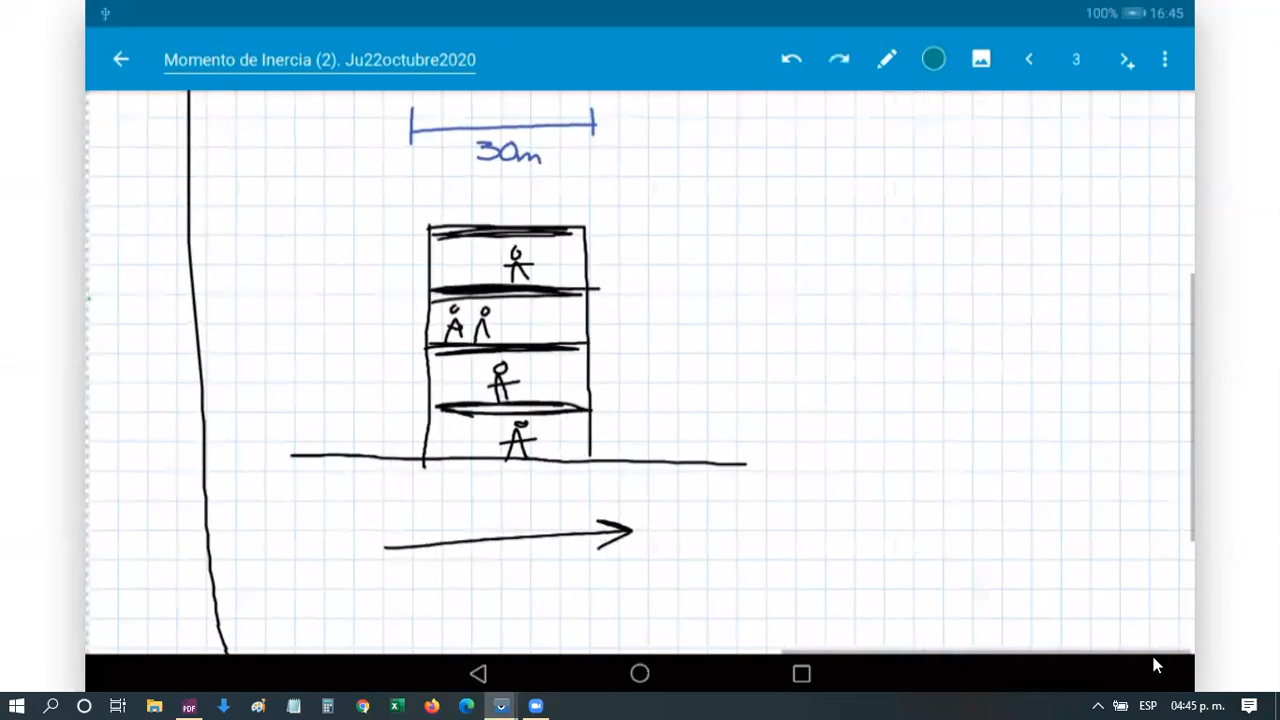 100% 16:45
Momento de Inercia (2). Ju22octubre2020
3
30m
ESP 04:45 p. m.